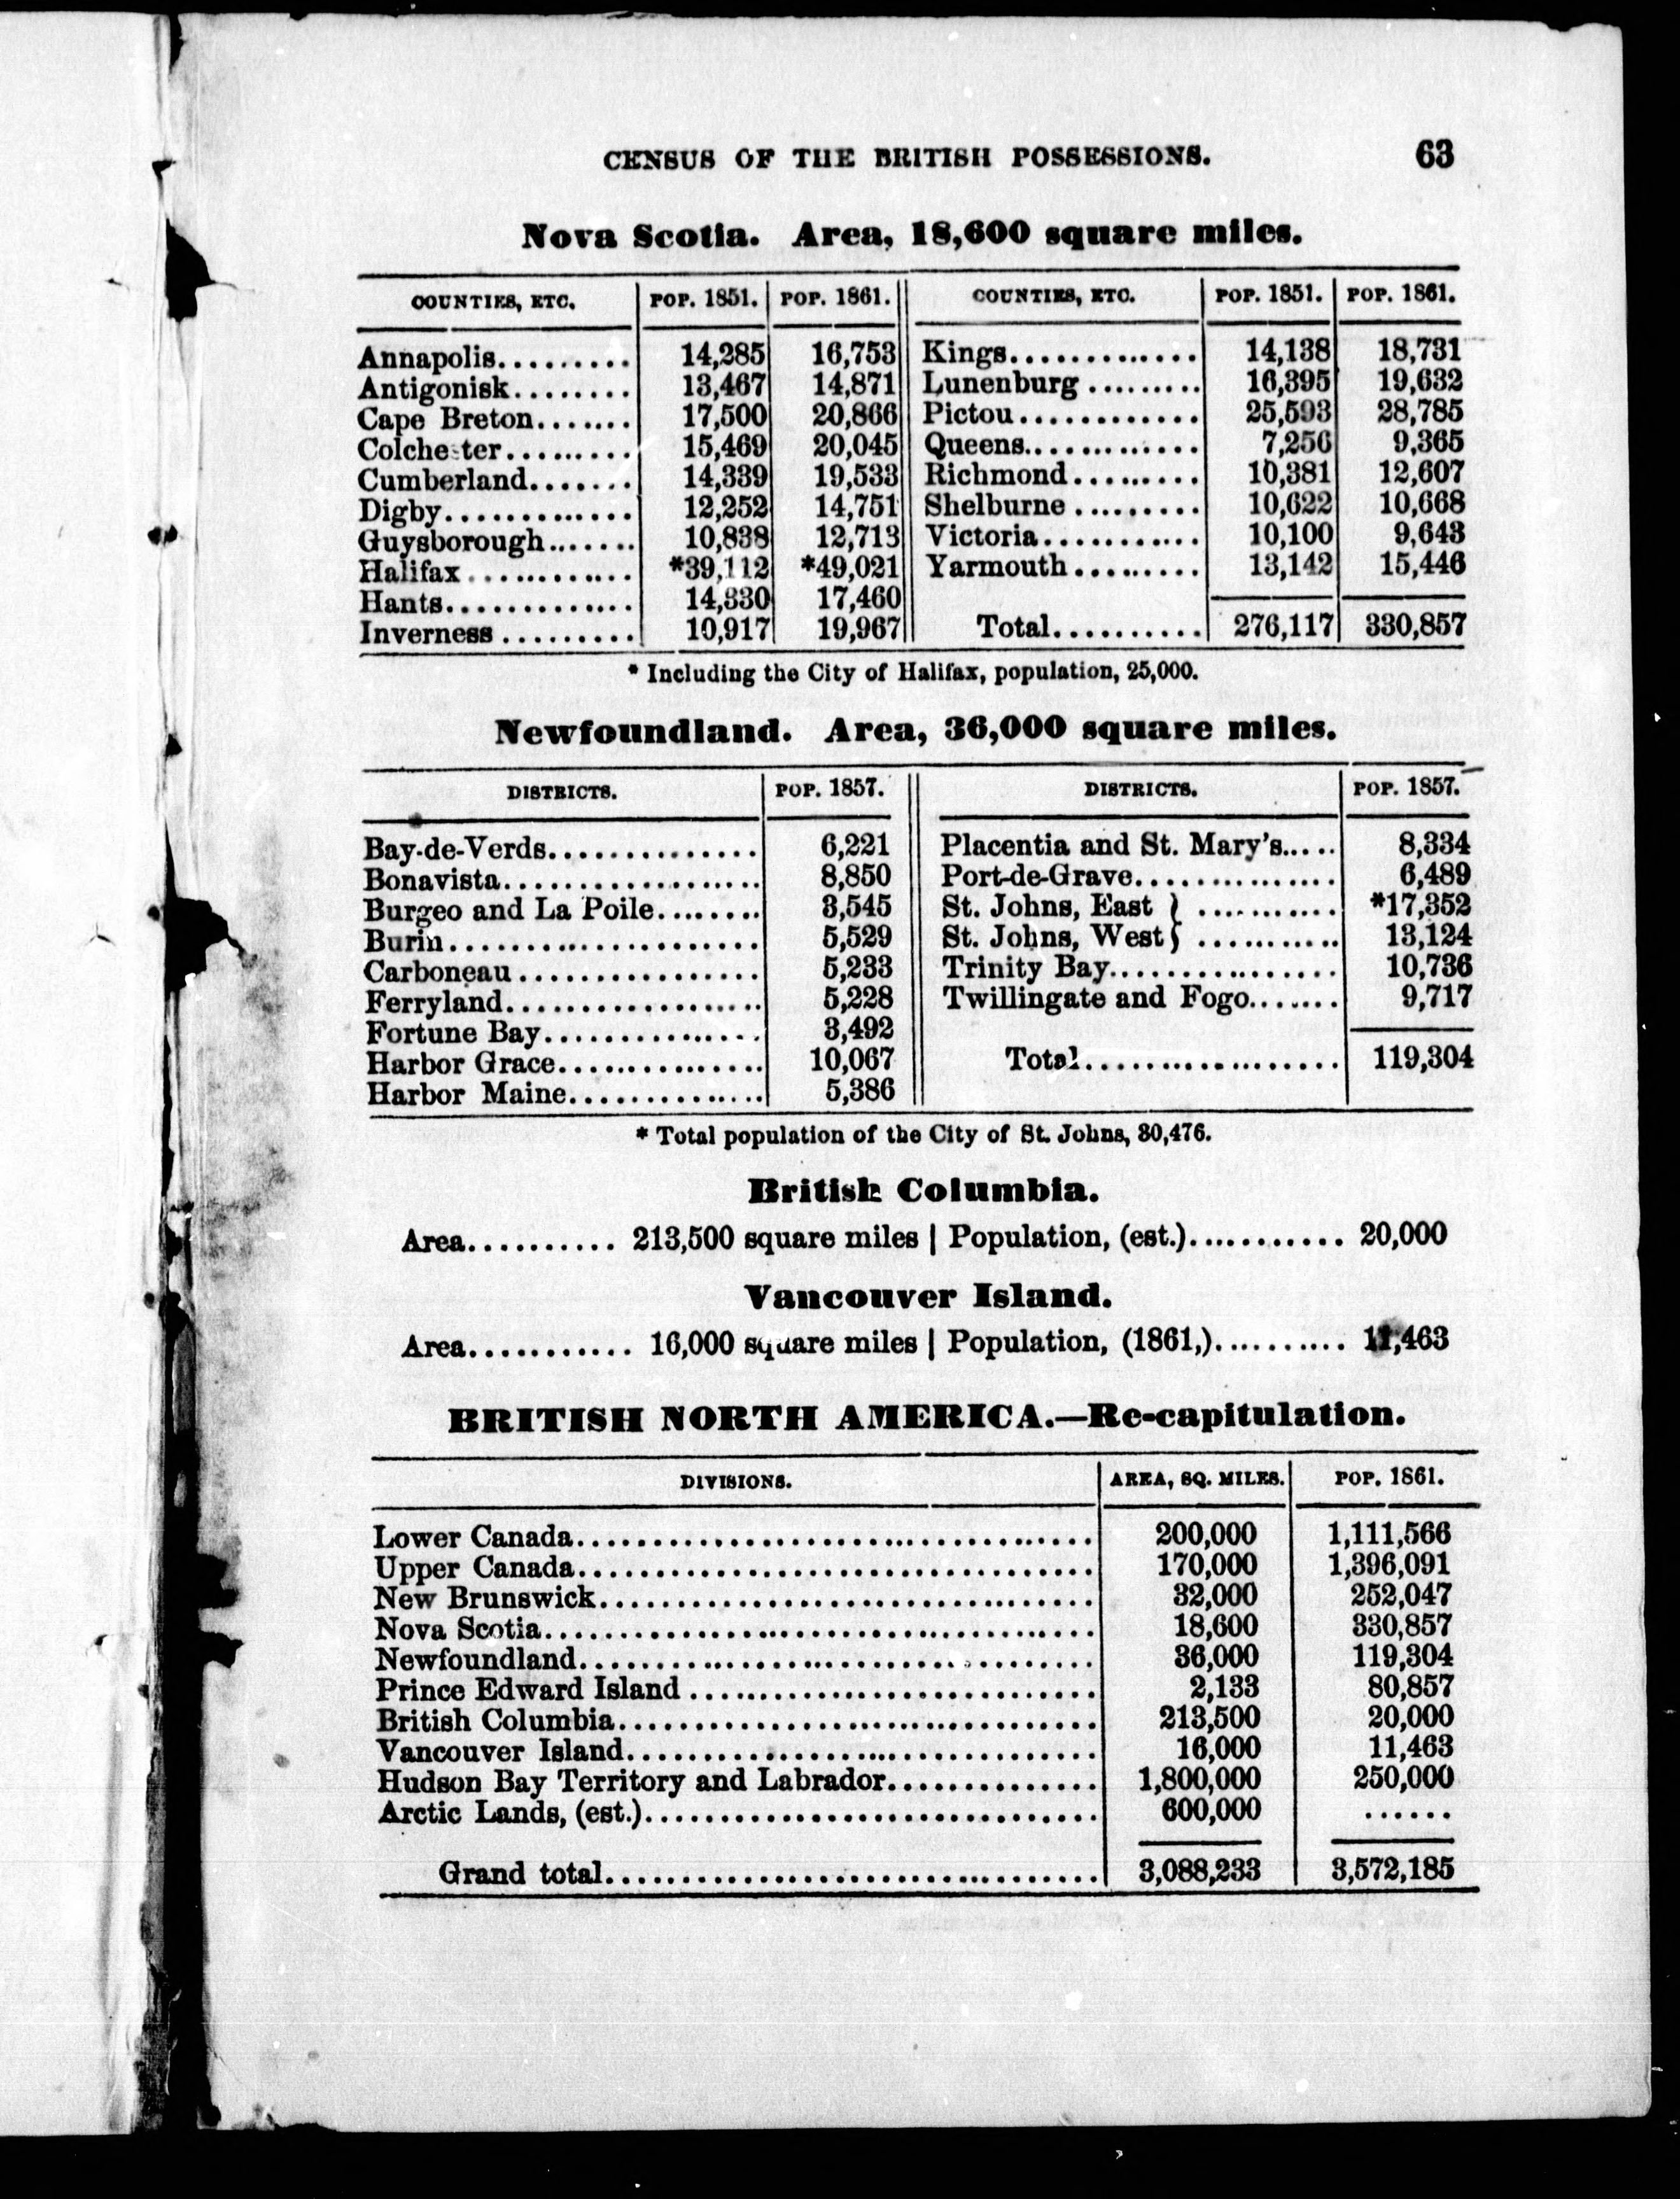 CENSUS OF THE BRITISH POSSESSIONS. 63
Nova Scotia. Area, 18,600 square miles.
COUNTIES, ETC. POP. 1851. POP. 1861. COUNTIES, ETC. POP. 1851. POP. 1861.
Annapolis......... 14,285 16,753 Kings............. 14,138 18,731
Antigonisk........ 13,467 14,871 Lunenburg ......... 16,395 19,632
Cape Breton....... 17,500 20,866 Pictou............. 25,593 28,785
Colchester......... 15,469 20,045 Queens............. 7,256 9,365
Cumberland....... 14,339 19,533 Richmond......... 10,381 12,607
Digby............. 12,252 14,751 Shelburne ......... 10,622 10,668
Guysborough....... 10,838 12,713 Victoria............ 10,100 9,643
Halifax ........... *39,112 *49,021 Yarmouth......... 13,142 15,446
Hants............. 14,330 17,460
Inverness ......... 10,917 19,967 Total.......... 276,117 330,857
* Including the City of Halifax, population, 25,000.
Newfoundland. Area, 36,000 square miles.
DISTRICTS. POP. 1857. DISTRICTS. POP. 1857.
Bay-de-Verds.............. 6,221 Placentia and St. Mary's..... 8,334
Bonavista................. 8,850 Port-de-Grave............... 6,489
Burgeo and La Poile........ 3,545 St. Johns, East } ........... *17,352
Burin..................... 5,529 St. Johns, West} ........... 13,124
Carboneau................ 5,233 Trinity Bay............... 10,736
Ferryland................. 5,228 Twillingate and Fogo....... 9,717
Fortune Bay.............. 3,492
Harbor Grace.............. 10,067 Total................... 119,304
Harbor Maine............. 5,386
* Total population of the City of St. Johns, 30,476.
British Columbia.
Area.......... 213,500 square miles | Population, (est.)............ 20,000
Vancouver Island.
Area........... 16,000 square miles | Population, (1861,).......... 11,463
BRITISH NORTH AMERICA.—Re-capitulation.
DIVISIONS. AREA, SQ. MILES. POP. 1861.
Lower Canada.................................. 200,000 1,111,566
Upper Canada.................................. 170,000 1,396,091
New Brunswick................................. 32,000 252,047
Nova Scotia.................................... 18,600 330,857
Newfoundland.................................. 36,000 119,304
Prince Edward Island ........................... 2,133 80,857
British Columbia................................ 213,500 20,000
Vancouver Island............................... 16,000 11,463
Hudson Bay Territory and Labrador.............. 1,800,000 250,000
Arctic Lands, (est.).............................. 600,000 ......
Grand total................................ 3,088,233 3,572,185